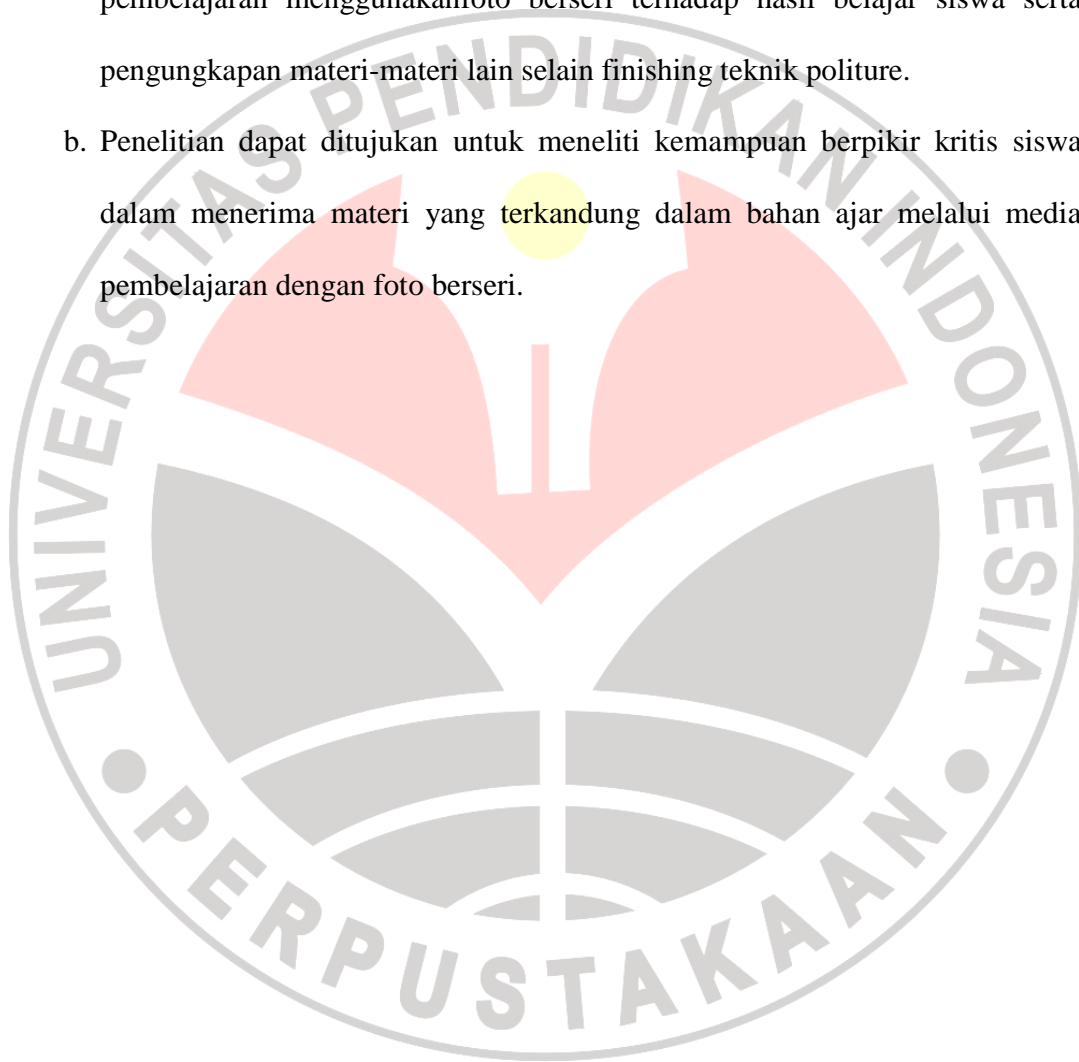 pembelajaran menggunakanfoto berseri terhadap hasil belajar siswa serta
pengungkapan materi-materi lain selain finishing teknik politure.
b. Penelitian dapat ditujukan untuk meneliti kemampuan berpikir kritis siswa
dalam menerima materi yang terkandung dalam bahan ajar melalui media
pembelajaran dengan foto berseri.
UNIVERSITAS PENDIDIKAN INDONESIA
PERPUSTAKAAN